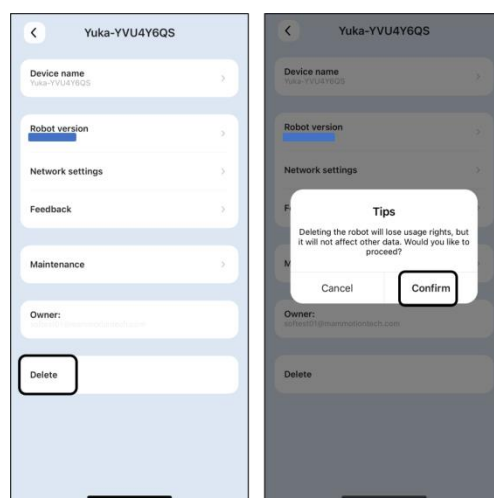 Yuka-YVU4Y6QS
Device name
Yuka-YVU4Y6QS
Robot version
Network settings
Feedback
Maintenance
Owner:
Delete
Yuka-YVU4Y6QS
Device name
Yuka-YVU4Y6QS
Robot version
Network settings
Tips
Deleting the robot will lose usage rights, but
it will not affect other data. Would you like to
proceed?
Cancel
Confirm
Owner:
Delete